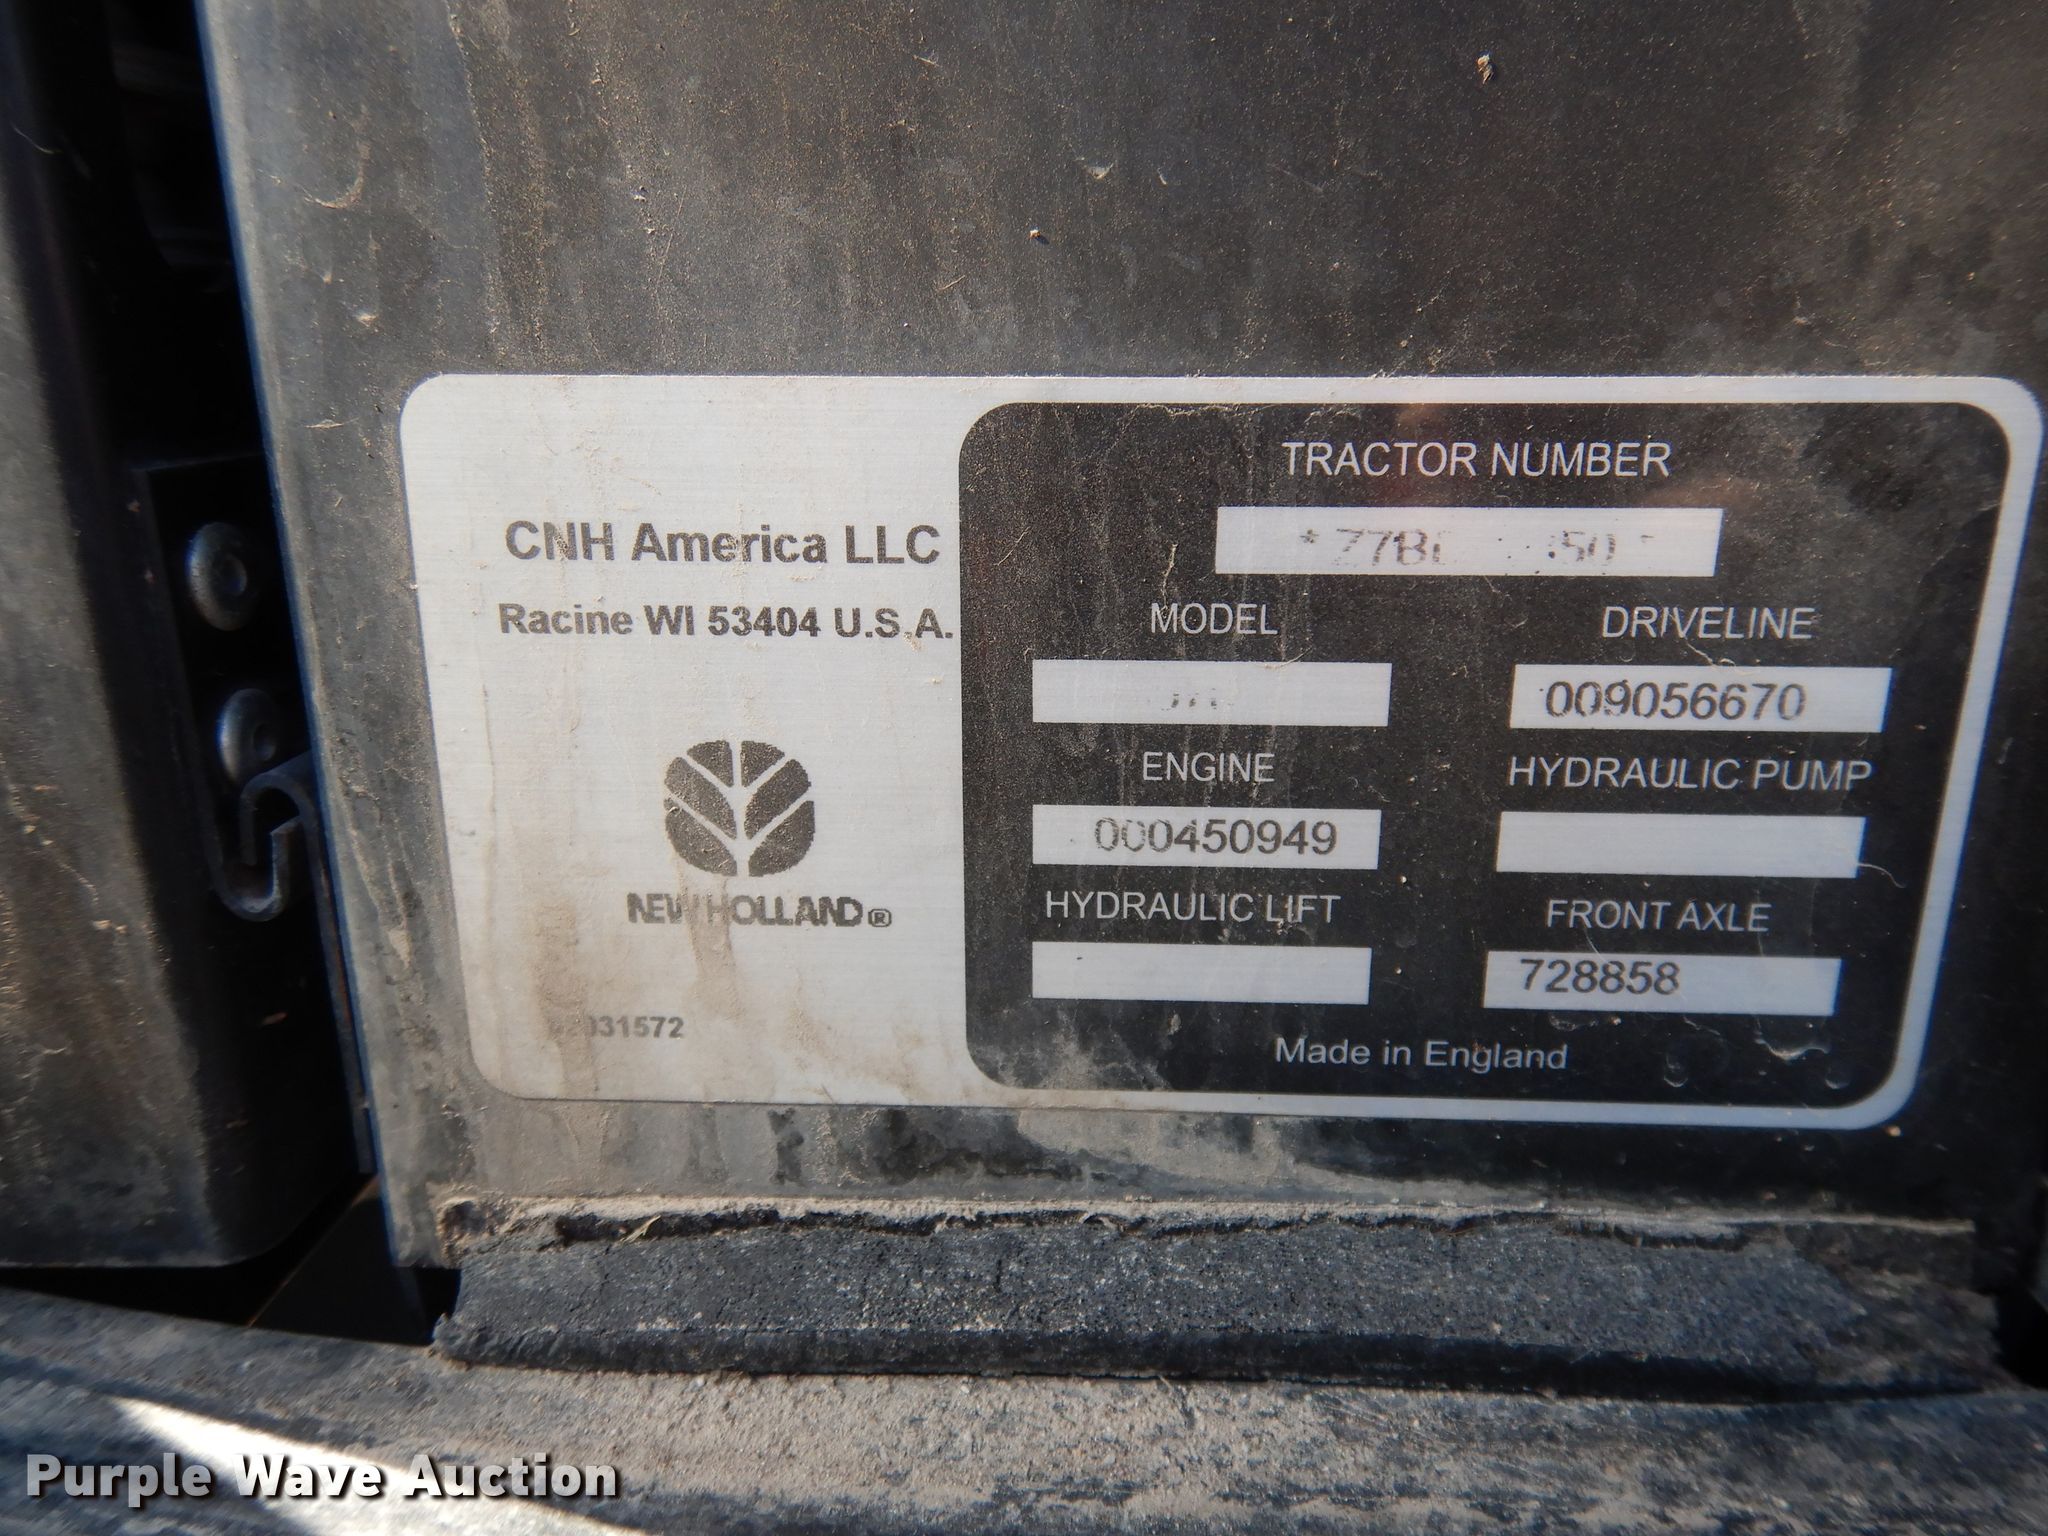 CNH America LLC
Racine WI 53404 U.S.A.
NEW HOLLAND®
TRACTOR NUMBER
MODEL
DRIVELINE
009056670
ENGINE
000450949
HYDRAULIC PUMP
HYDRAULIC LIFT
FRONT AXLE
728858
Made in England
Purple Wave Auction